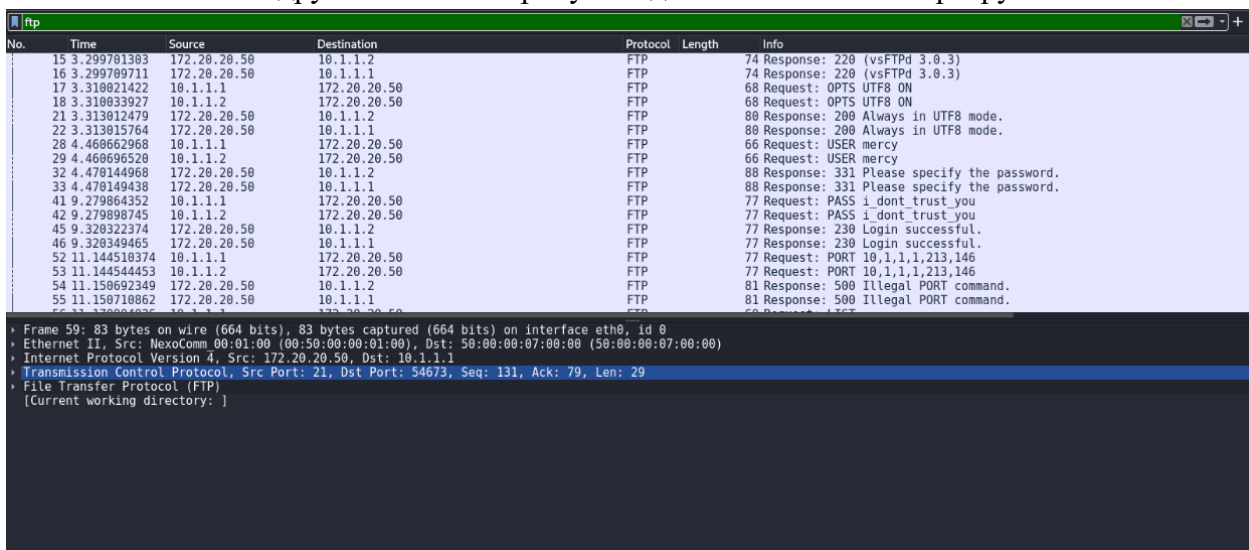 ftp
No. Time Source Destination Protocol Length Info
15 3.299701303 172.20.20.50 10.1.1.2 FTP 74 Response: 220 (vsFTPd 3.0.3)
16 3.299709711 172.20.20.50 10.1.1.1 FTP 74 Response: 220 (vsFTPd 3.0.3)
17 3.310021422 10.1.1.1 172.20.20.50 FTP 68 Request: OPTS UTF8 ON
18 3.310033927 10.1.1.2 172.20.20.50 FTP 68 Request: OPTS UTF8 ON
21 3.313012479 172.20.20.50 10.1.1.2 FTP 80 Response: 200 Always in UTF8 mode.
22 3.313015764 172.20.20.50 10.1.1.1 FTP 80 Response: 200 Always in UTF8 mode.
28 4.460662968 10.1.1.1 172.20.20.50 FTP 66 Request: USER mercy
29 4.460696520 10.1.1.2 172.20.20.50 FTP 66 Request: USER mercy
32 4.470144968 172.20.20.50 10.1.1.2 FTP 88 Response: 331 Please specify the password.
33 4.470149438 172.20.20.50 10.1.1.1 FTP 88 Response: 331 Please specify the password.
41 9.279864352 10.1.1.1 172.20.20.50 FTP 77 Request: PASS i_dont_trust_you
42 9.279898745 10.1.1.2 172.20.20.50 FTP 77 Request: PASS i_dont_trust_you
45 9.320322374 172.20.20.50 10.1.1.2 FTP 77 Response: 230 Login successful.
46 9.320349465 172.20.20.50 10.1.1.1 FTP 77 Response: 230 Login successful.
52 11.144510374 10.1.1.1 172.20.20.50 FTP 77 Request: PORT 10,1,1,1,213,146
53 11.144544453 10.1.1.2 172.20.20.50 FTP 77 Request: PORT 10,1,1,1,213,146
54 11.150692349 172.20.20.50 10.1.1.2 FTP 81 Response: 500 Illegal PORT command.
55 11.150710862 172.20.20.50 10.1.1.1 FTP 81 Response: 500 Illegal PORT command.
Frame 59: 83 bytes on wire (664 bits), 83 bytes captured (664 bits) on interface eth0, id 0
Ethernet II, Src: NexoComm_00:01:00 (00:50:00:00:01:00), Dst: 50:00:00:07:00:00 (50:00:00:07:00:00)
Internet Protocol Version 4, Src: 172.20.20.50, Dst: 10.1.1.1
Transmission Control Protocol, Src Port: 21, Dst Port: 54673, Seq: 131, Ack: 79, Len: 29
File Transfer Protocol (FTP)
[Current working directory: ]